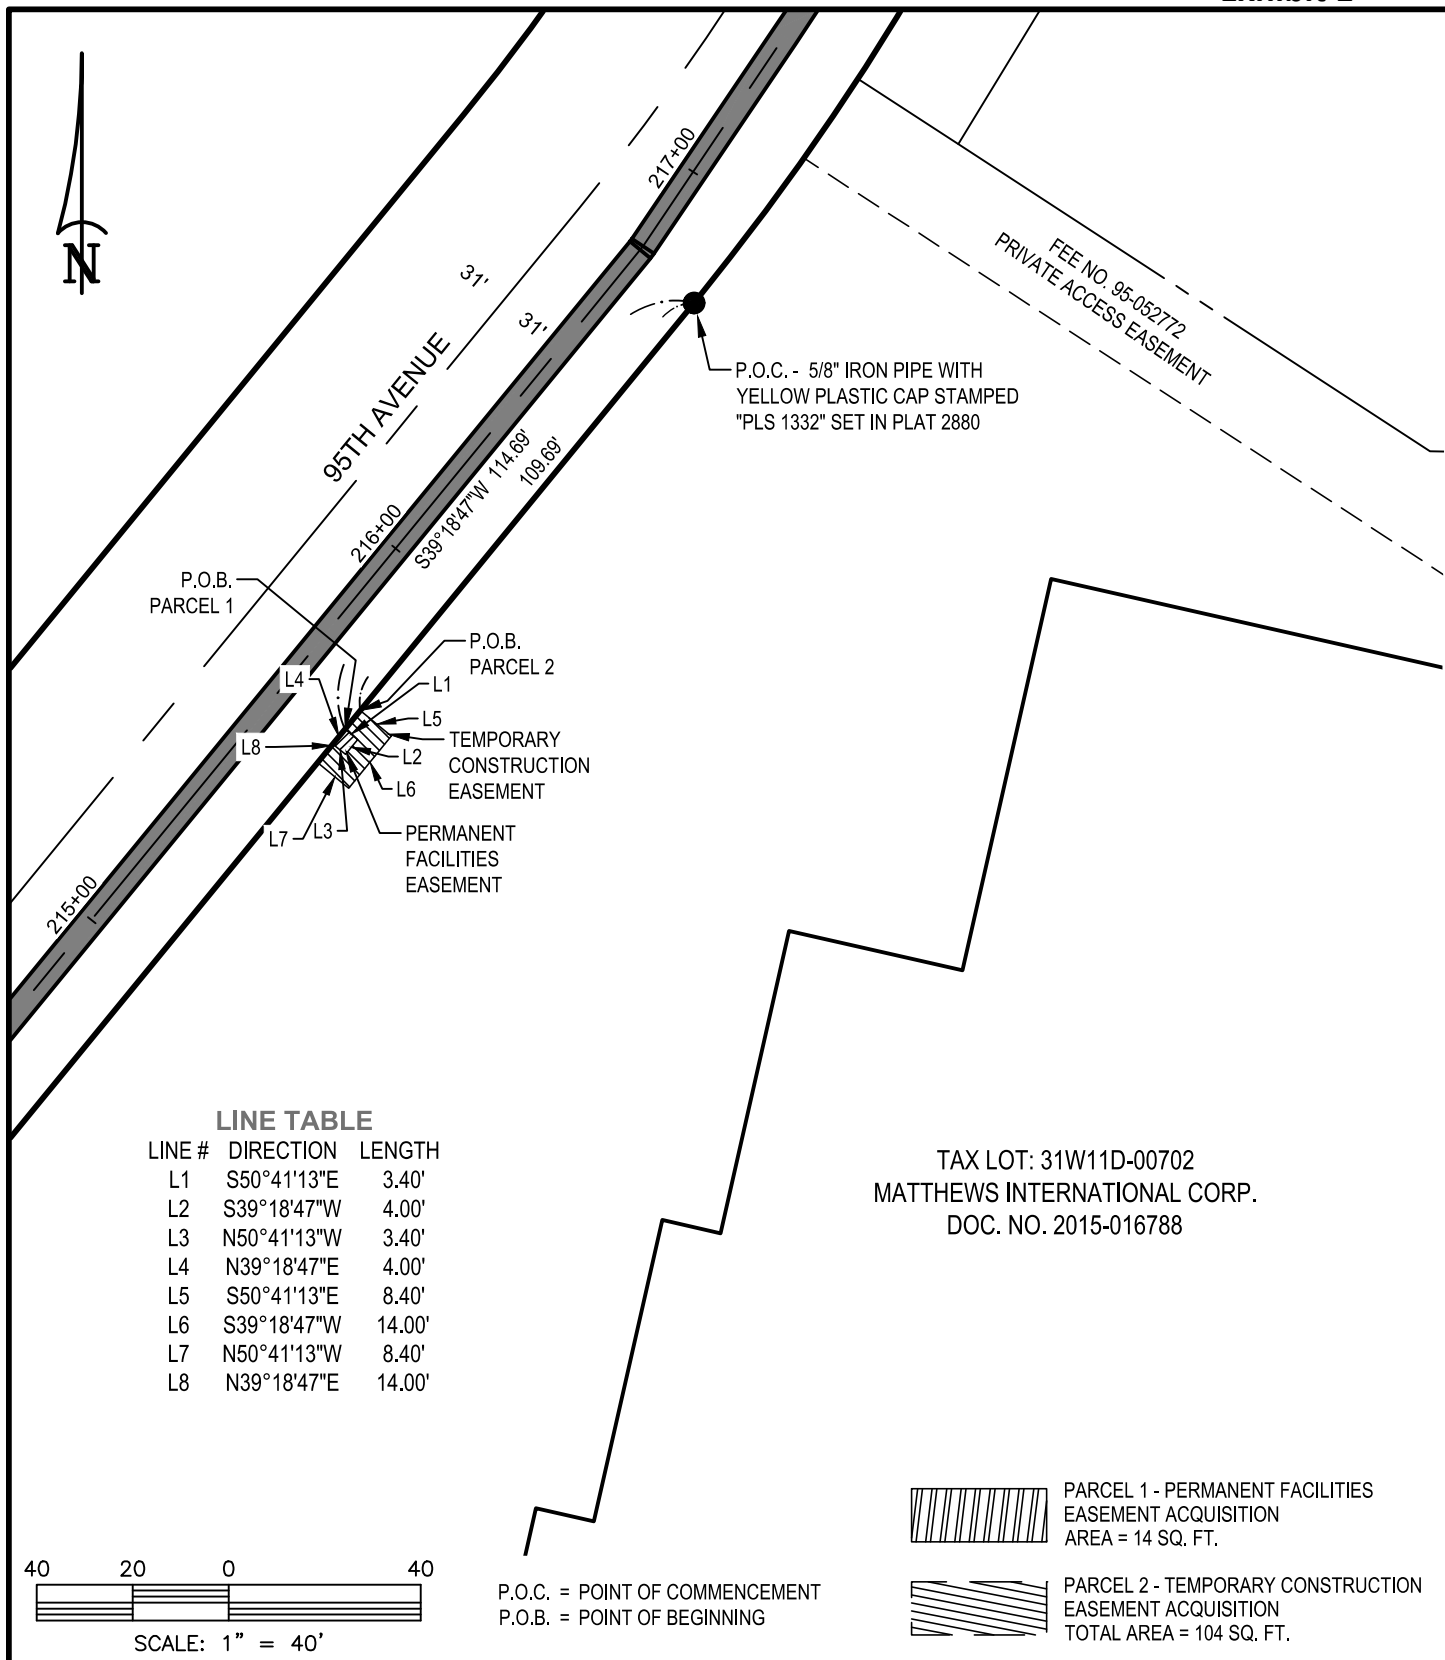 N
217+00
31'
31'
FEE NO. 95-052772
PRIVATE ACCESS EASEMENT
95TH AVENUE
P.O.C. - 5/8" IRON PIPE WITH
YELLOW PLASTIC CAP STAMPED
"PLS 1332" SET IN PLAT 2880
S39°18'47"W 114.69'
109.69'
216+00
P.O.B.
PARCEL 1
P.O.B.
PARCEL 2
L4
L1
L5
L8
TEMPORARY
CONSTRUCTION
EASEMENT
L2
L6
L7
L3
PERMANENT
FACILITIES
EASEMENT
215+00
LINE TABLE
LINE # DIRECTION LENGTH
L1 S50°41'13"E 3.40'
L2 S39°18'47"W 4.00'
L3 N50°41'13"W 3.40'
L4 N39°18'47"E 4.00'
L5 S50°41'13"E 8.40'
L6 S39°18'47"W 14.00'
L7 N50°41'13"W 8.40'
L8 N39°18'47"E 14.00'
TAX LOT: 31W11D-00702
MATTHEWS INTERNATIONAL CORP.
DOC. NO. 2015-016788
PARCEL 1 - PERMANENT FACILITIES
EASEMENT ACQUISITION
AREA = 14 SQ. FT.
PARCEL 2 - TEMPORARY CONSTRUCTION
EASEMENT ACQUISITION
TOTAL AREA = 104 SQ. FT.
40 20 0 40
SCALE: 1" = 40'
P.O.C. = POINT OF COMMENCEMENT
P.O.B. = POINT OF BEGINNING